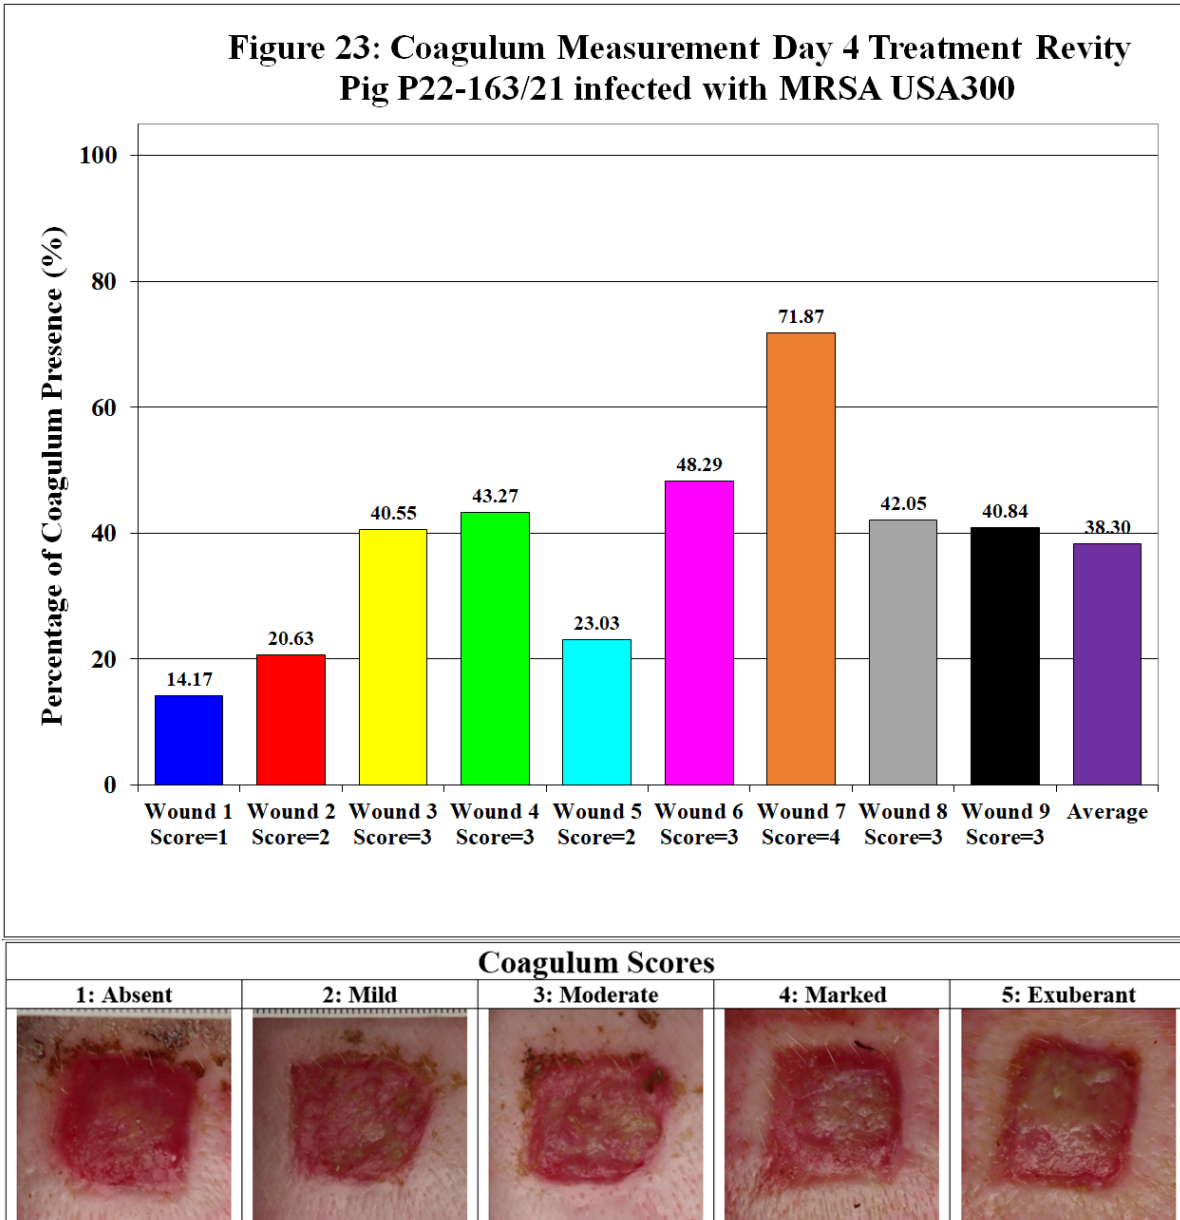 Figure 23: Coagulum Measurement Day 4 Treatment Revity
Pig P22-163/21 infected with MRSA USA300
Percentage of Coagulum Presence (%)
100
80
60
40
20
0
14.17
20.63
40.55
43.27
23.03
48.29
71.87
42.05
40.84
38.30
Wound 1 Wound 2 Wound 3 Wound 4 Wound 5 Wound 6 Wound 7 Wound 8 Wound 9 Average
Score=1 Score=2 Score=3 Score=3 Score=2 Score=3 Score=4 Score=3 Score=3
Coagulum Scores
1: Absent 2: Mild 3: Moderate 4: Marked 5: Exuberant